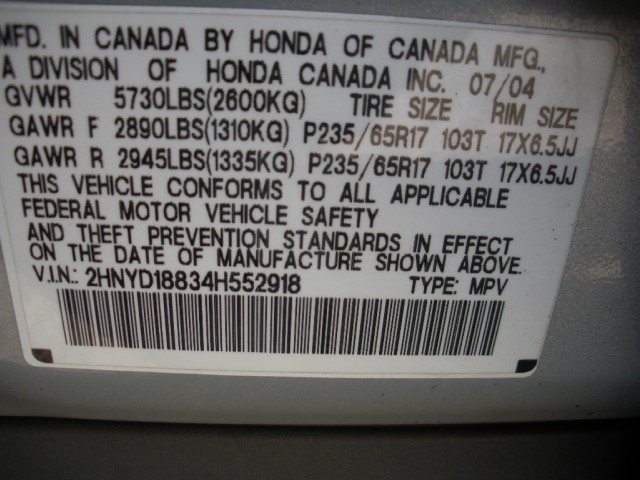 MFD. IN CANADA BY HONDA OF CANADA MFG.,
A DIVISION OF HONDA CANADA INC. 07/04
GVWR 5730LBS(2600KG) TIRE SIZE RIM SIZE
GAWR F 2890LBS(1310KG) P235/65R17 103T 17X6.5JJ
GAWR R 2945LBS(1335KG) P235/65R17 103T 17X6.5JJ
THIS VEHICLE CONFORMS TO ALL APPLICABLE
FEDERAL MOTOR VEHICLE SAFETY
AND THEFT PREVENTION STANDARDS IN EFFECT
ON THE DATE OF MANUFACTURE SHOWN ABOVE.
V.I.N.: 2HNYD18834H552918 TYPE: MPV